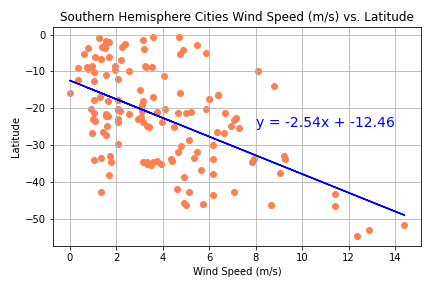 Southern Hemisphere Cities Wind Speed (m/s) vs. Latitude
0
−10
−20
−30
−40
−50
Latitude
y = -2.54x + -12.46
0 2 4 6 8 10 12 14
Wind Speed (m/s)